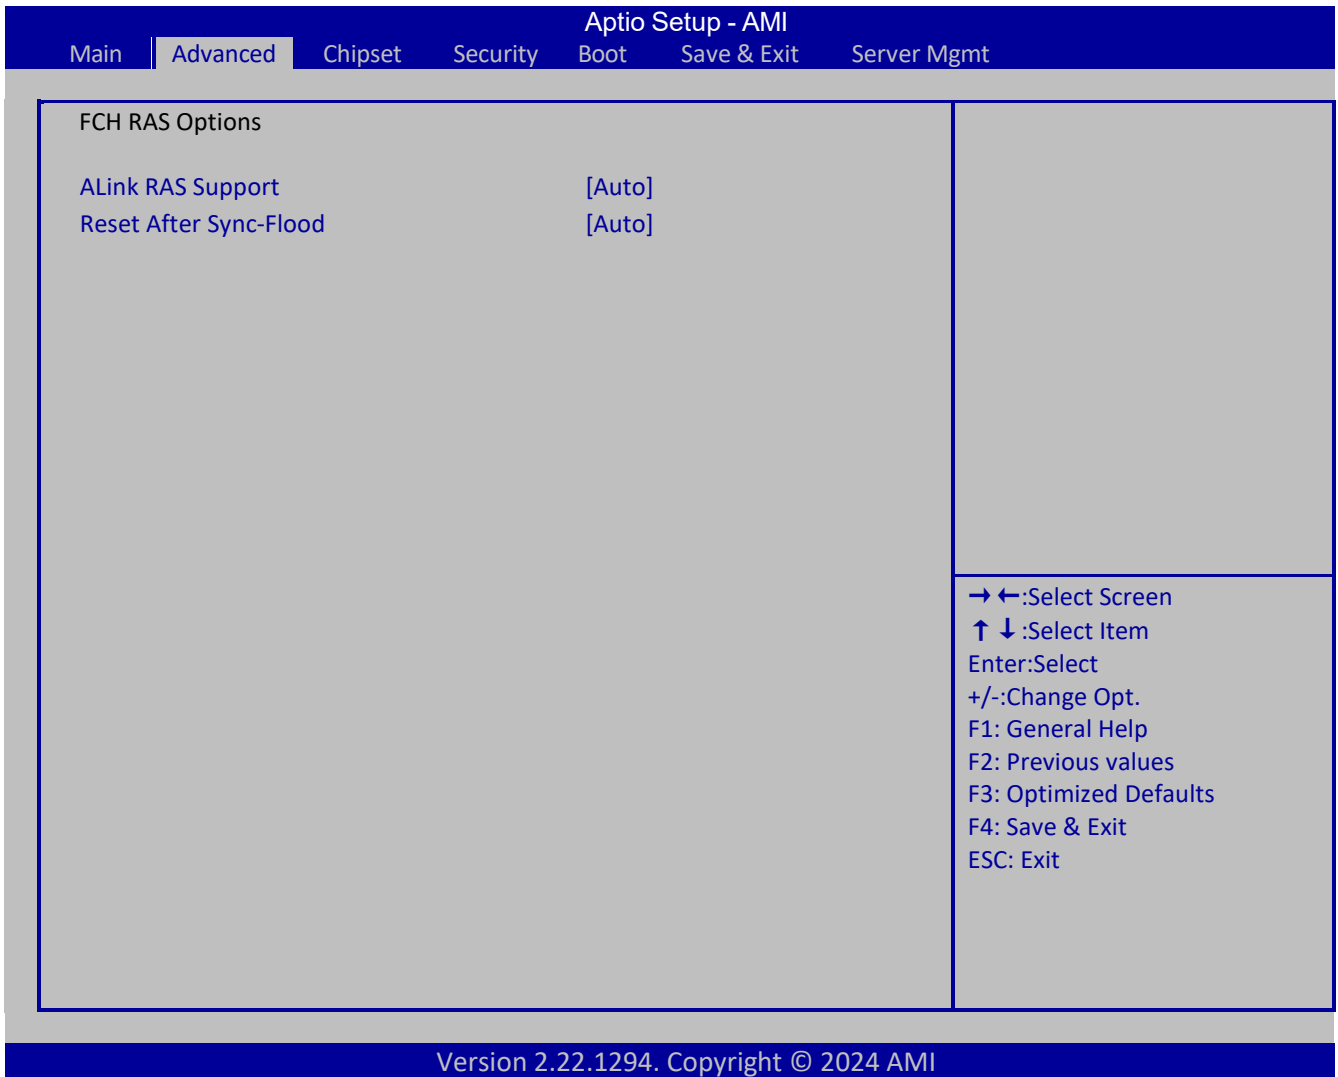 Aptio Setup - AMI
Main Advanced Chipset Security Boot Save & Exit Server Mgmt
FCH RAS Options
ALink RAS Support [Auto]
Reset After Sync-Flood [Auto]
→ ←:Select Screen
↑ ↓ :Select Item
Enter:Select
+/-:Change Opt.
F1: General Help
F2: Previous values
F3: Optimized Defaults
F4: Save & Exit
ESC: Exit
Version 2.22.1294. Copyright © 2024 AMI